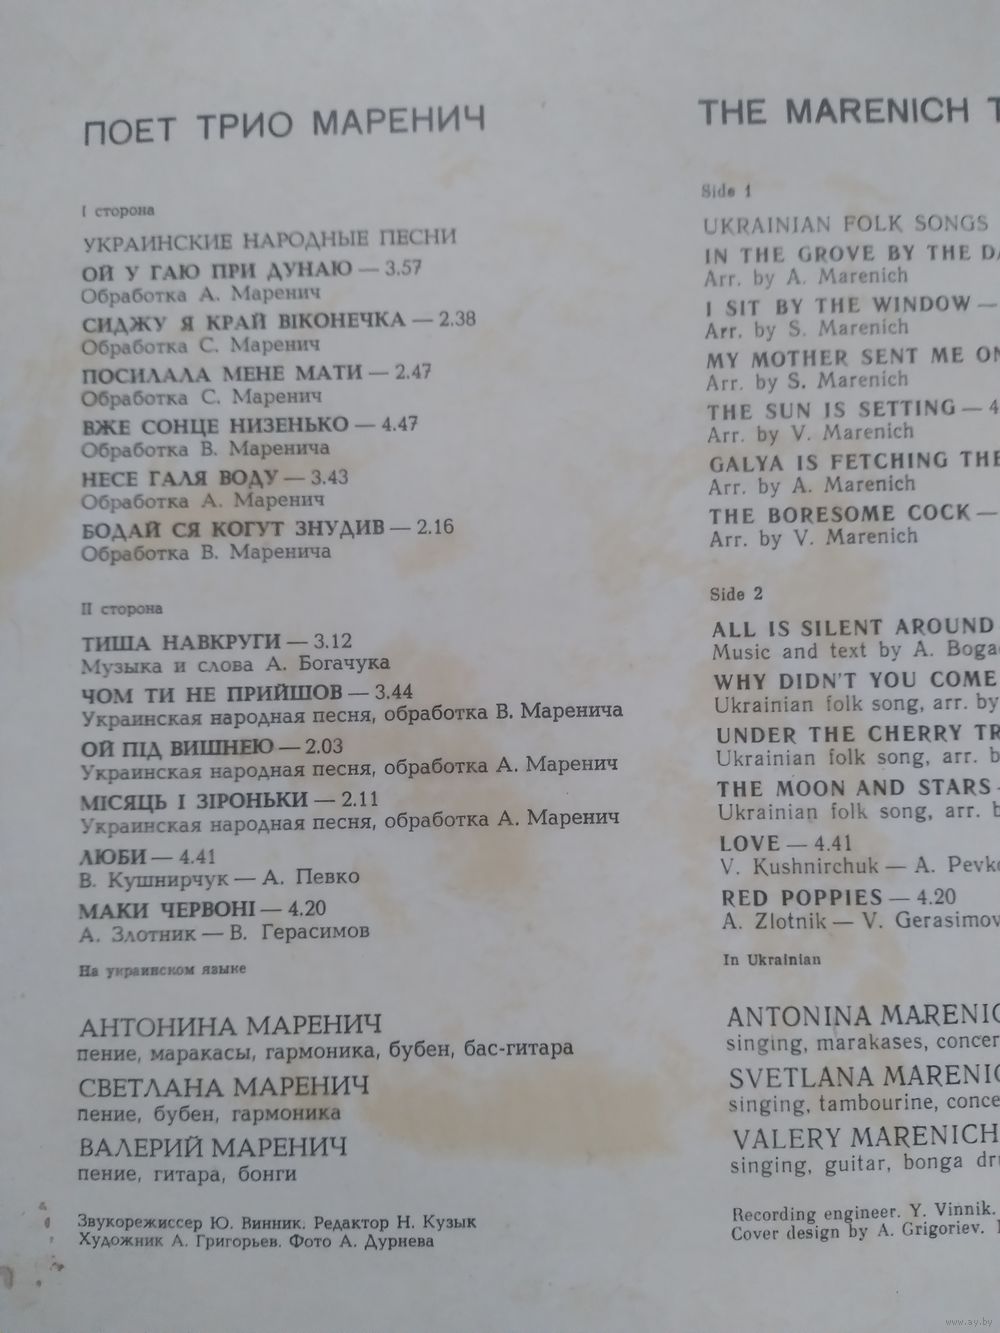 ПОЕТ ТРИО МАРЕНИЧ
I сторона
УКРАИНСКИЕ НАРОДНЫЕ ПЕСНИ
ОЙ У ГАЮ ПРИ ДУНАЮ — 3.57
Обработка А. Маренич
СИДЖУ Я КРАЙ ВІКОНЕЧКА — 2.38
Обработка С. Маренич
ПОСИЛАЛА МЕНЕ МАТИ — 2.47
Обработка С. Маренич
ВЖЕ СОНЦЕ НИЗЕНЬКО — 4.47
Обработка В. Маренича
НЕСЕ ГАЛЯ ВОДУ — 3.43
Обработка А. Маренич
БОДАЙ СЯ КОГУТ ЗНУДИВ — 2.16
Обработка В. Маренича
II сторона
ТИША НАВКРУГИ — 3.12
Музыка и слова А. Богачука
ЧОМ ТИ НЕ ПРИЙШОВ — 3.44
Украинская народная песня, обработка В. Маренича
ОЙ ПІД ВИШНЕЮ — 2.03
Украинская народная песня, обработка А. Маренич
МІСЯЦЬ І ЗІРОНЬКИ — 2.11
Украинская народная песня, обработка А. Маренич
ЛЮБИ — 4.41
В. Кушнирчук — А. Певко
МАКИ ЧЕРВОНІ — 4.20
А. Злотник — В. Герасимов
На украинском языке
АНТОНИНА МАРЕНИЧ
пение, маракасы, гармоника, бубен, бас-гитара
СВЕТЛАНА МАРЕНИЧ
пение, бубен, гармоника
ВАЛЕРИЙ МАРЕНИЧ
пение, гитара, бонги
Звукорежиссер Ю. Винник. Редактор Н. Кузык
Художник А. Григорьев. Фото А. Дурнева
THE MARENICH
Side 1
UKRAINIAN FOLK SONGS
IN THE GROVE BY THE
Arr. by A. Marenich
I SIT BY THE WINDOW —
Arr. by S. Marenich
MY MOTHER SENT ME
Arr. by S. Marenich
THE SUN IS SETTING — 4
Arr. by V. Marenich
GALYA IS FETCHING THE
Arr. by A. Marenich
THE BORESOME COCK —
Arr. by V. Marenich
Side 2
ALL IS SILENT AROUND
Music and text by A.
WHY DIDN'T YOU COME
Ukrainian folk song, arr. by
UNDER THE CHERRY
Ukrainian folk song, arr.
THE MOON AND STARS
Ukrainian folk song, arr.
LOVE — 4.41
V. Kushnirchuk — A.
RED POPPIES — 4.20
A. Zlotnik — V. Gerasimov
In Ukrainian
ANTONINA
singing, marakases,
SVETLANA
singing, tambourine,
VALERY MARENICH
singing, guitar, bonga
Recording engineer. Y. Vinnik.
Cover design by A. Grigoriev.
www.ay.by